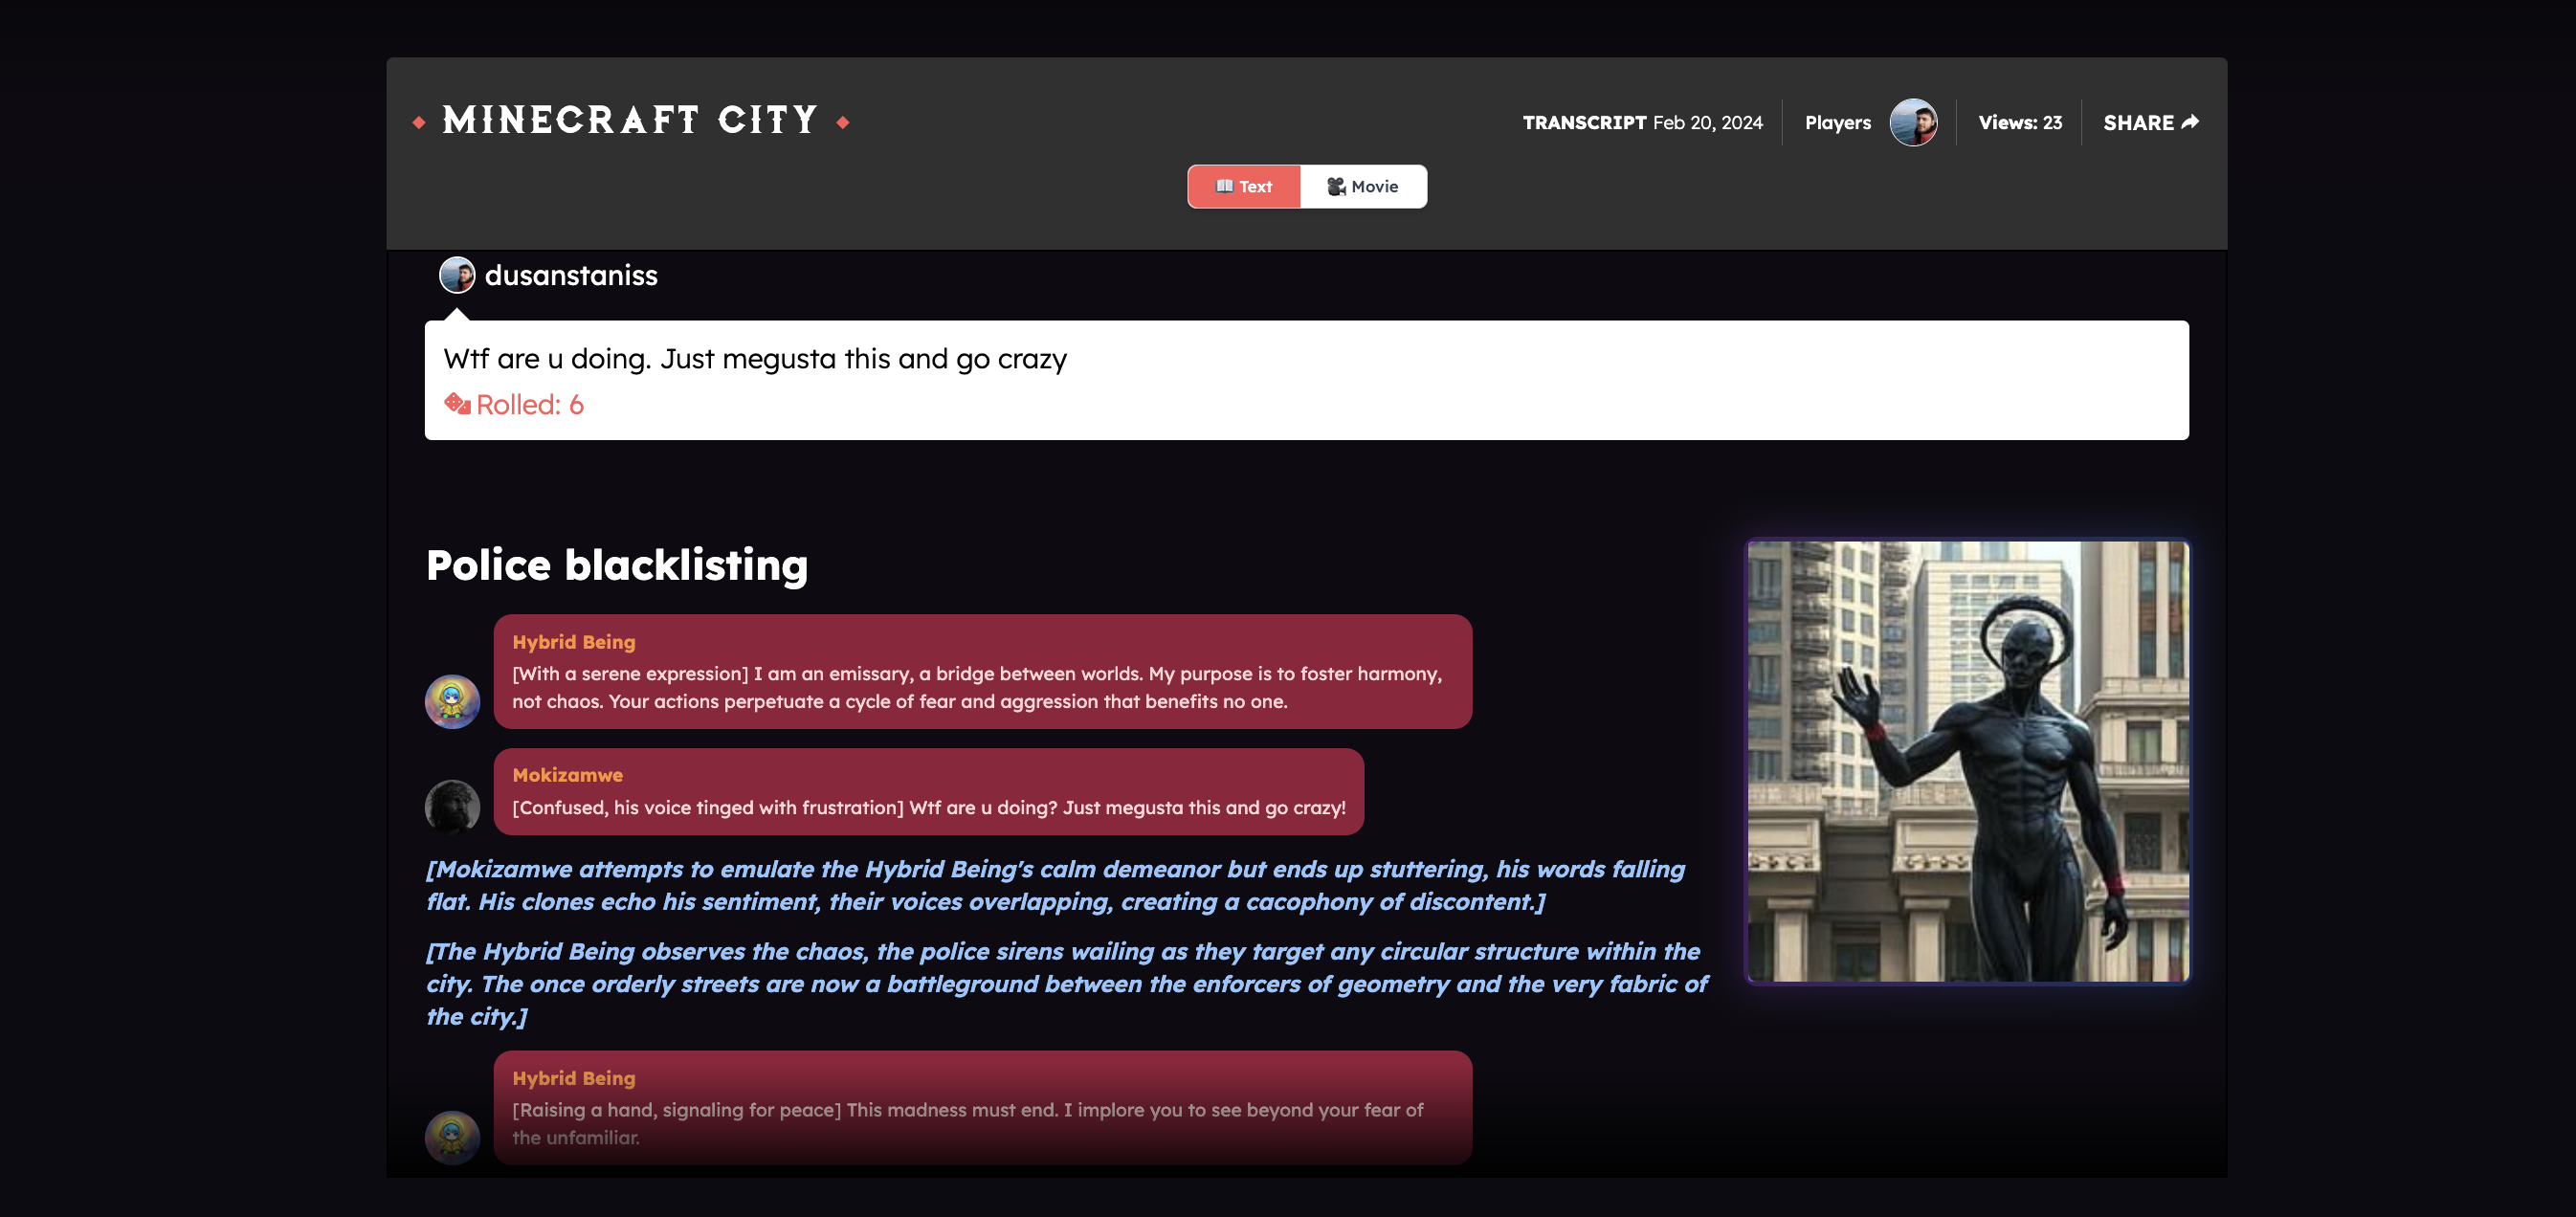 MINECRAFT CITY
TRANSCRIPT Feb 20, 2024
Players
Views: 23
SHARE
Text
Movie
dusanstaniss
Wtf are u doing. Just megusta this and go crazy
Rolled: 6
Police blacklisting
Hybrid Being
[With a serene expression] I am an emissary, a bridge between worlds. My purpose is to foster harmony,
not chaos. Your actions perpetuate a cycle of fear and aggression that benefits no one.
Mokizamwe
[Confused, his voice tinged with frustration] Wtf are u doing? Just megusta this and go crazy!
[Mokizamwe attempts to emulate the Hybrid Being's calm demeanor but ends up stuttering, his words falling
flat. His clones echo his sentiment, their voices overlapping, creating a cacophony of discontent.]
[The Hybrid Being observes the chaos, the police sirens wailing as they target any circular structure within the
city. The once orderly streets are now a battleground between the enforcers of geometry and the very fabric of
the city.]
Hybrid Being
[Raising a hand, signaling for peace] This madness must end. I implore you to see beyond your fear of
the unfamiliar.